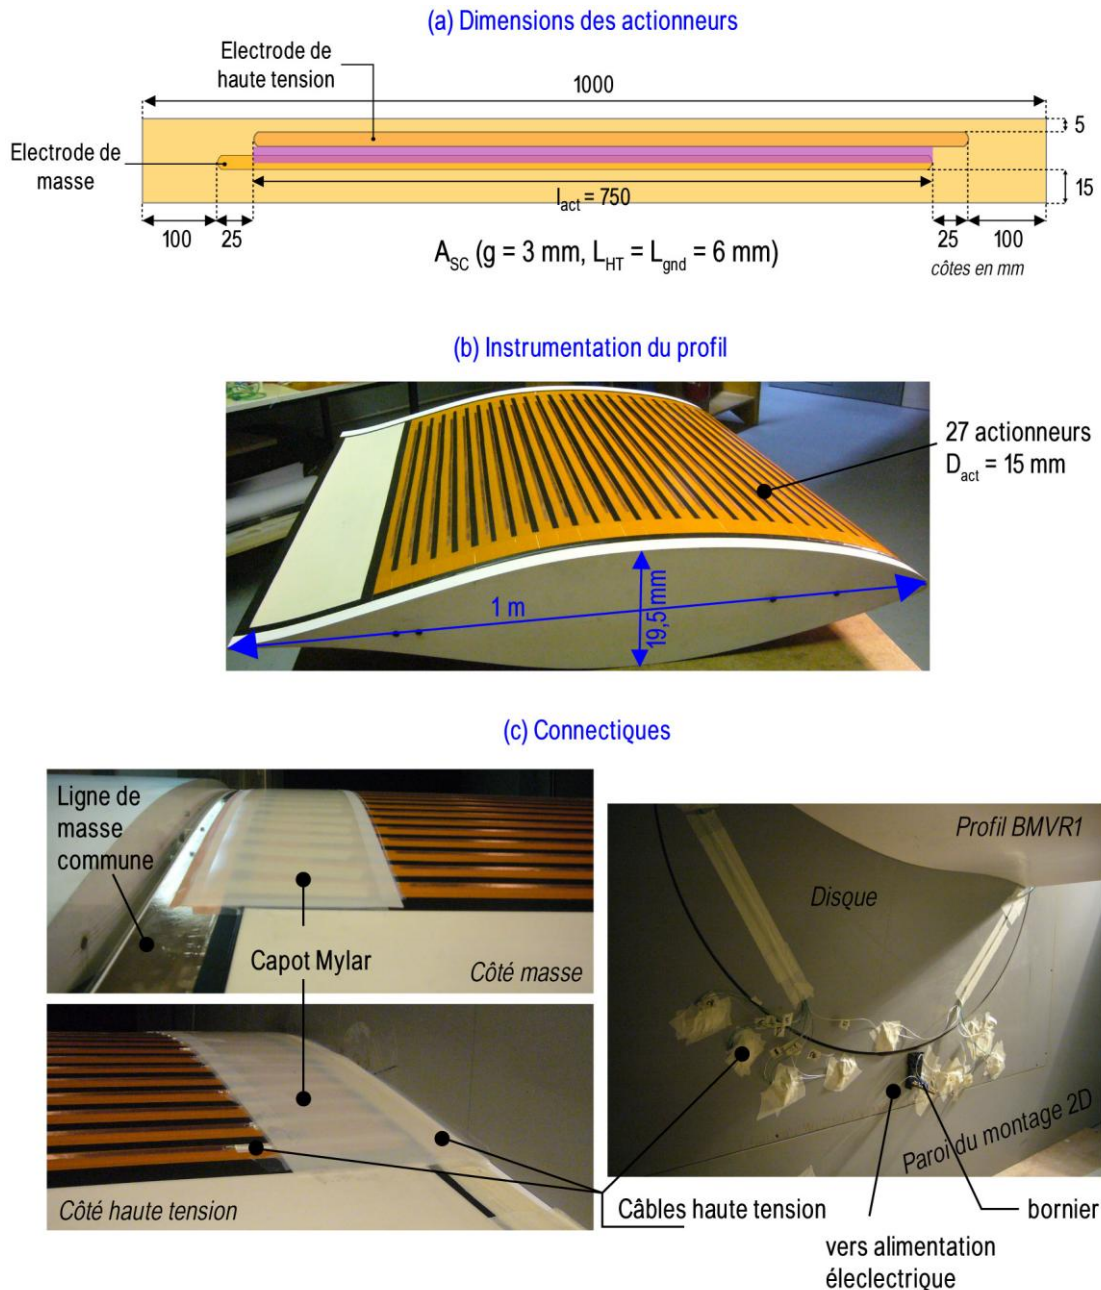 (a) Dimensions des actionneurs
Electrode de
haute tension
1000
5
Electrode de
masse
l_act = 750
15
100
25
25
100
A_SC (g = 3 mm, L_HT = L_gnd = 6 mm)
côtes en mm
(b) Instrumentation du profil
27 actionneurs
D_act = 15 mm
1 m
19,5 mm
(c) Connectiques
Ligne de
masse
commune
Capot Mylar
Côté masse
Côté haute tension
Profil BMVR1
Disque
Paroi du montage 2D
Câbles haute tension
bornier
vers alimentation
éleclectrique